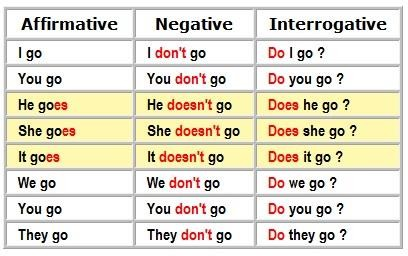 Affirmative Negative Interrogative
I go I don't go Do I go ?
You go You don't go Do you go ?
He goes He doesn't go Does he go ?
She goes She doesn't go Does she go ?
It goes It doesn't go Does it go ?
We go We don't go Do we go ?
You go You don't go Do you go ?
They go They don't go Do they go ?